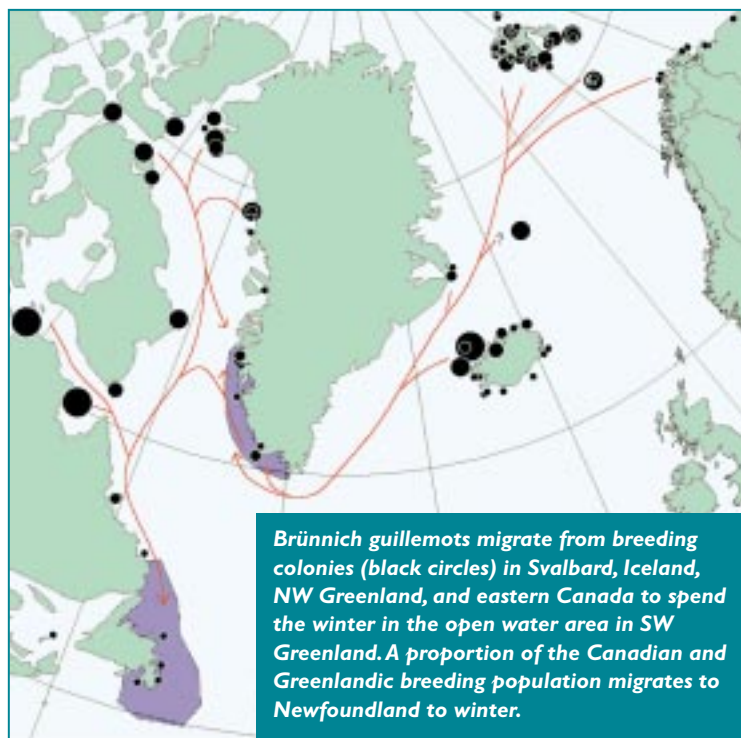 Brünnich guillemots migrate from breeding
colonies (black circles) in Svalbard, Iceland,
NW Greenland, and eastern Canada to spend
the winter in the open water area in SW
Greenland. A proportion of the Canadian and
Greenlandic breeding population migrates to
Newfoundland to winter.